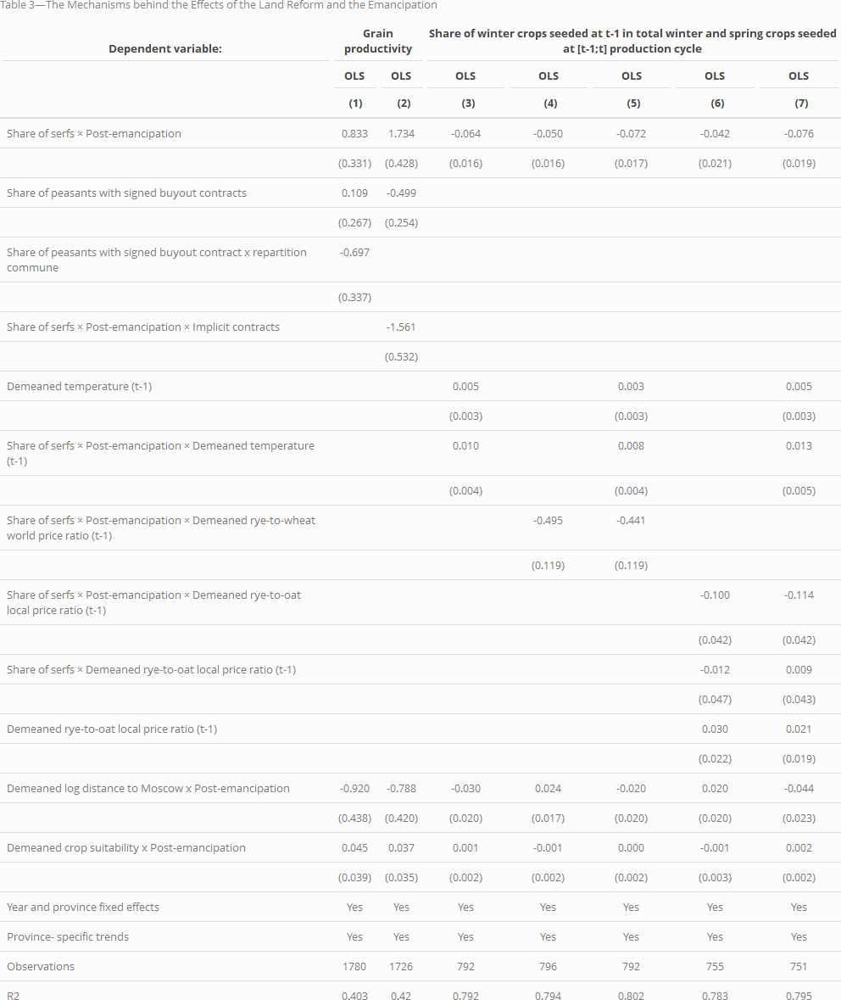 Table 3—The Mechanisms behind the Effects of the Land Reform and the Emancipation
Dependent variable: Grain productivity Share of winter crops seeded at t-1 in total winter and spring crops seeded at [t-1;t] production cycle
OLS OLS OLS OLS OLS OLS OLS
(1) (2) (3) (4) (5) (6) (7)
Share of serfs × Post-emancipation 0.833 1.734 -0.064 -0.050 -0.072 -0.042 -0.076
(0.331) (0.428) (0.016) (0.016) (0.017) (0.021) (0.019)
Share of peasants with signed buyout contracts 0.109 -0.499
(0.267) (0.254)
Share of peasants with signed buyout contract x repartition commune -0.697
(0.337)
Share of serfs × Post-emancipation × Implicit contracts -1.561
(0.532)
Demeaned temperature (t-1) 0.005 0.003 0.005
(0.003) (0.003) (0.003)
Share of serfs × Post-emancipation × Demeaned temperature (t-1) 0.010 0.008 0.013
(0.004) (0.004) (0.005)
Share of serfs × Post-emancipation × Demeaned rye-to-wheat world price ratio (t-1) -0.495 -0.441
(0.119) (0.119)
Share of serfs × Post-emancipation × Demeaned rye-to-oat local price ratio (t-1) -0.100 -0.114
(0.042) (0.042)
Share of serfs × Demeaned rye-to-oat local price ratio (t-1) -0.012 0.009
(0.047) (0.043)
Demeaned rye-to-oat local price ratio (t-1) 0.030 0.021
(0.022) (0.019)
Demeaned log distance to Moscow x Post-emancipation -0.920 -0.788 -0.030 0.024 -0.020 0.020 -0.044
(0.438) (0.420) (0.020) (0.017) (0.020) (0.020) (0.023)
Demeaned crop suitability x Post-emancipation 0.045 0.037 0.001 -0.001 0.000 -0.001 0.002
(0.039) (0.035) (0.002) (0.002) (0.002) (0.003) (0.002)
Year and province fixed effects Yes Yes Yes Yes Yes Yes Yes
Province- specific trends Yes Yes Yes Yes Yes Yes Yes
Observations 1780 1726 792 796 792 755 751
R2 0.403 0.42 0.792 0.794 0.802 0.783 0.795